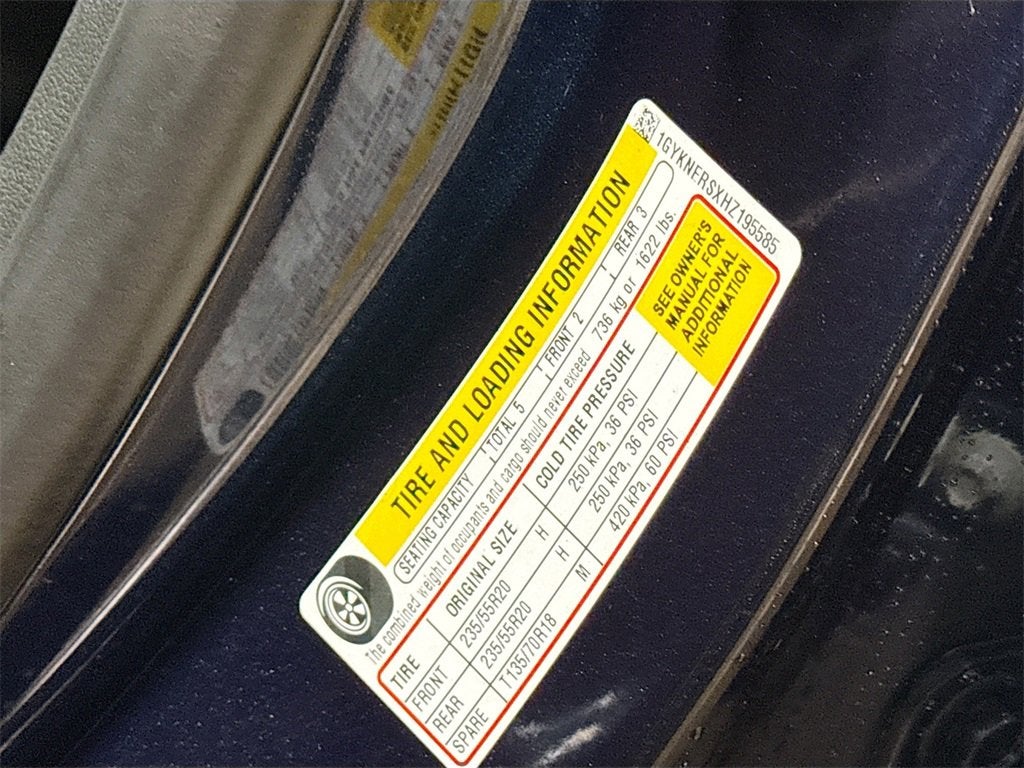 1GYKNFRSXHZ195585
TIRE AND LOADING INFORMATION
SEATING CAPACITY TOTAL 5 FRONT 2 REAR 3
The combined weight of occupants and cargo should never exceed 736 kg or 1622 lbs.
TIRE ORIGINAL SIZE COLD TIRE PRESSURE
FRONT 235/55R20 H 250 kPa, 36 PSI
REAR 235/55R20 H 250 kPa, 36 PSI
SPARE T135/70R18 M 420 kPa, 60 PSI
SEE OWNER'S
MANUAL FOR
ADDITIONAL
INFORMATION